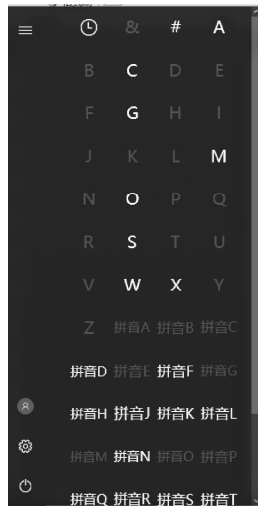 & # A
B C D E
F G H I
J K L M
N O P Q
R S T U
V W X Y
Z 拼音A 拼音B 拼音C
拼音D 拼音E 拼音F 拼音G
拼音H 拼音J 拼音K 拼音L
拼音M 拼音N 拼音O 拼音P
拼音Q 拼音R 拼音S 拼音T